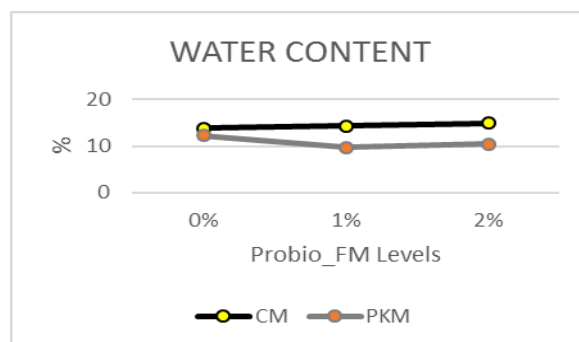 WATER CONTENT
20
10
0
%
0% 1% 2%
Probio_FM Levels
CM PKM